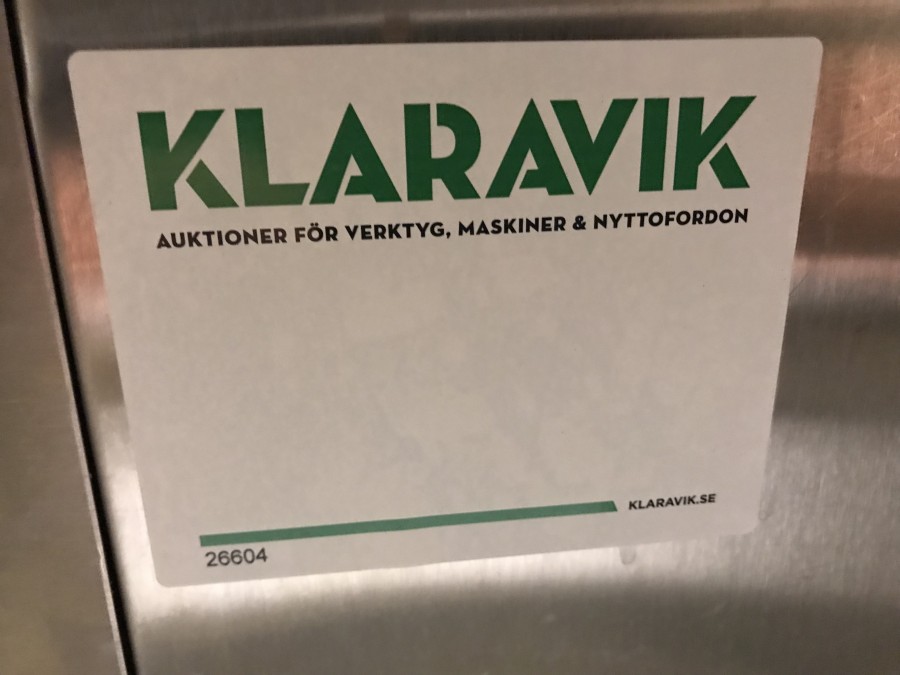 KLARAVIK
AUKTIONER FÖR VERKTYG, MASKINER & NYTTOFORDON
KLARAVIK.SE
26604